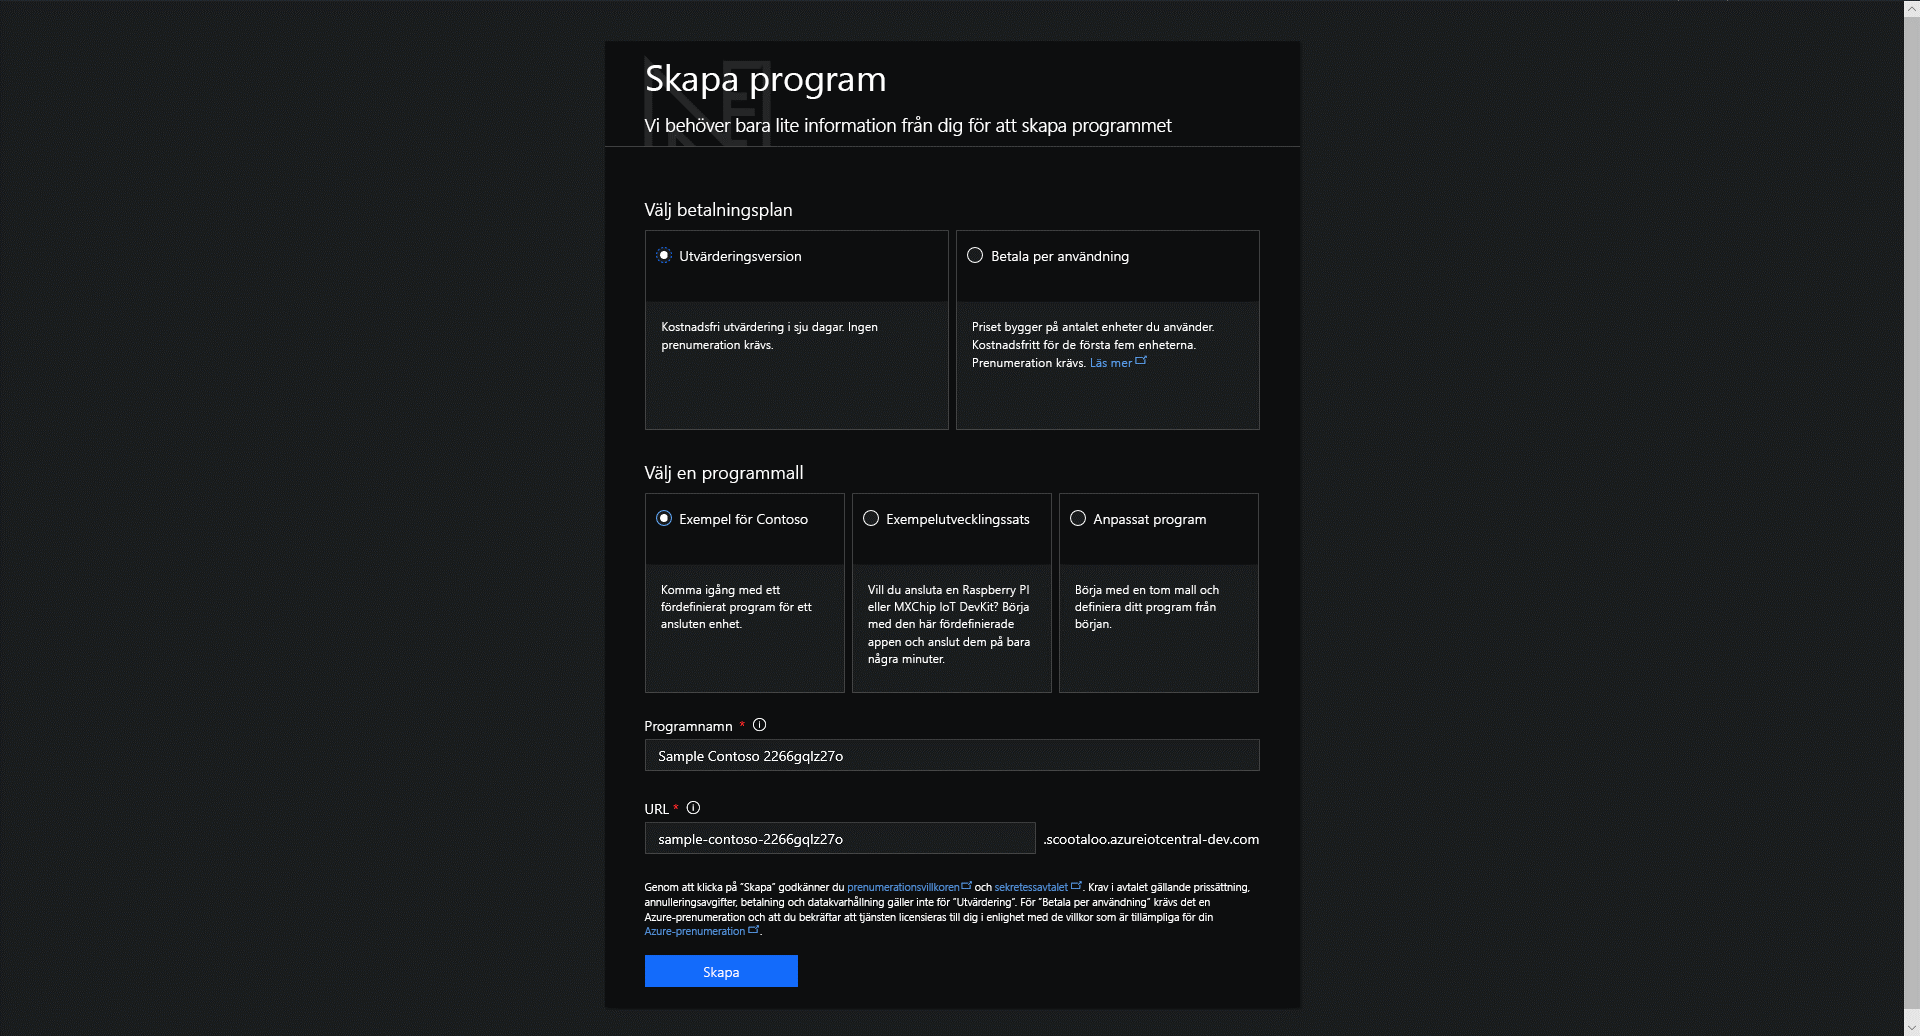 Skapa program
Vi behöver bara lite information från dig för att skapa programmet
Välj betalningsplan
Utvärderingsversion
Kostnadsfri utvärdering i sju dagar. Ingen
prenumeration krävs.
Betala per användning
Priset bygger på antalet enheter du använder.
Kostnadsfritt för de första fem enheterna.
Prenumeration krävs. Läs mer
Välj en programmall
Exempel för Contoso
Komma igång med ett
fördefinierat program för ett
ansluten enhet.
Exempelutvecklingssats
Vill du ansluta en Raspberry PI
eller MXChip IoT DevKit? Börja
med den här fördefinierade
appen och anslut dem på bara
några minuter.
Anpassat program
Börja med en tom mall och
definiera ditt program från
början.
Programnamn *
Sample Contoso 2266gqlz27o
URL *
sample-contoso-2266gqlz27o .scootaloo.azureiotcentral-dev.com
Genom att klicka på "Skapa" godkänner du prenumerationsvillkoren och sekretessavtalet. Krav i avtalet gällande prissättning,
annulleringsavgifter, betalning och datakvarhållning gäller inte för "Utvärdering". För "Betala per användning" krävs det en
Azure-prenumeration och att du bekräftar att tjänsten licensieras till dig i enlighet med de villkor som är tillämpliga för din
Azure-prenumeration.
Skapa